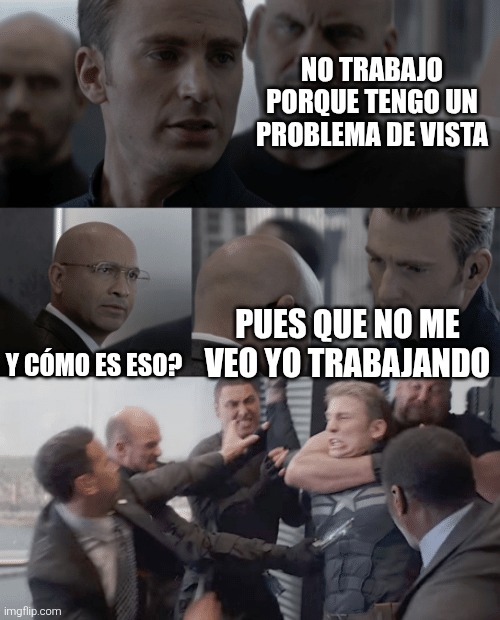 NO TRABAJO
PORQUE TENGO UN
PROBLEMA DE VISTA
Y CÓMO ES ESO?
PUES QUE NO ME
VEO YO TRABAJANDO
imgflip.com